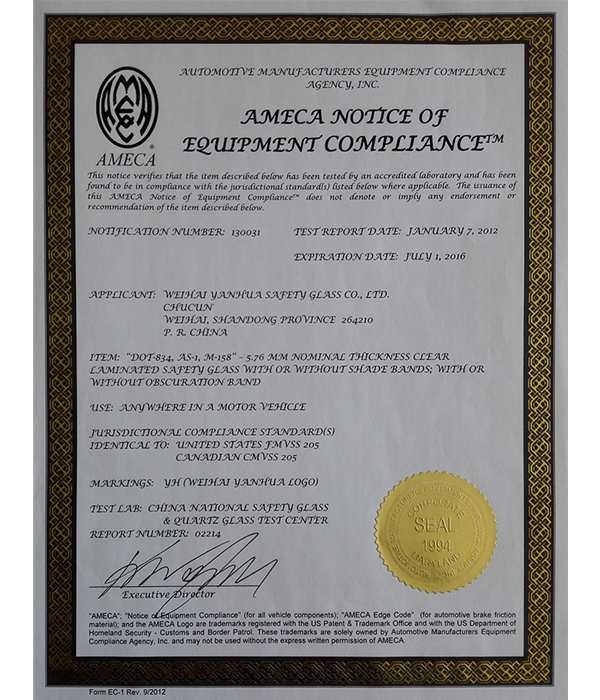 AUTOMOTIVE MANUFACTURERS EQUIPMENT COMPLIANCE
AGENCY, INC.
AMECA NOTICE OF
EQUIPMENT COMPLIANCE™
AMECA
®
AMECA
This notice verifies that the item described below has been tested by an accredited laboratory and has been
found to be in compliance with the jurisdictional standard(s) listed below where applicable. The issuance of
this AMECA Notice of Equipment Compliance™ does not denote or imply any endorsement or
recommendation of the item described below.
NOTIFICATION NUMBER: 130031 TEST REPORT DATE: JANUARY 7, 2012
EXPIRATION DATE: JULY 1, 2016
APPLICANT: WEIHAI YANHUA SAFETY GLASS CO., LTD.
CHUCUN
WEIHAI, SHANDONG PROVINCE 264210
P. R. CHINA
ITEM: "DOT-834, AS-1, M-158" - 5.76 MM NOMINAL THICKNESS CLEAR
LAMINATED SAFETY GLASS WITH OR WITHOUT SHADE BANDS; WITH OR
WITHOUT OBSCURATION BAND
USE: ANYWHERE IN A MOTOR VEHICLE
JURISDICTIONAL COMPLIANCE STANDARD(S)
IDENTICAL TO: UNITED STATES FMVSS 205
CANADIAN CMVSS 205
MARKINGS: YH (WEIHAI YANHUA LOGO)
TEST LAB: CHINA NATIONAL SAFETY GLASS
& QUARTZ GLASS TEST CENTER
REPORT NUMBER: 02214
CORPORATE
SEAL
1994
MARYLAND
Executive Director
"AMECA"; "Notice of Equipment Compliance" (for all vehicle components); "AMECA Edge Code" (for automotive brake friction
material); and the AMECA Logo are trademarks registered with the US Patent & Trademark Office and with the US Department of
Homeland Security - Customs and Border Patrol. These trademarks are solely owned by Automotive Manufacturers Equipment
Compliance Agency, Inc. and may not be used without the express written permission of AMECA.
Form EC-1 Rev. 9/2012